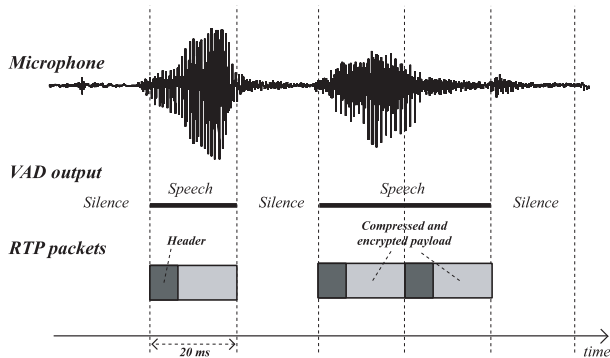 Microphone
VAD output
Silence
Speech
Silence
Speech
Silence
RTP packets
Header
Compressed and
encrypted payload
20 ms
time